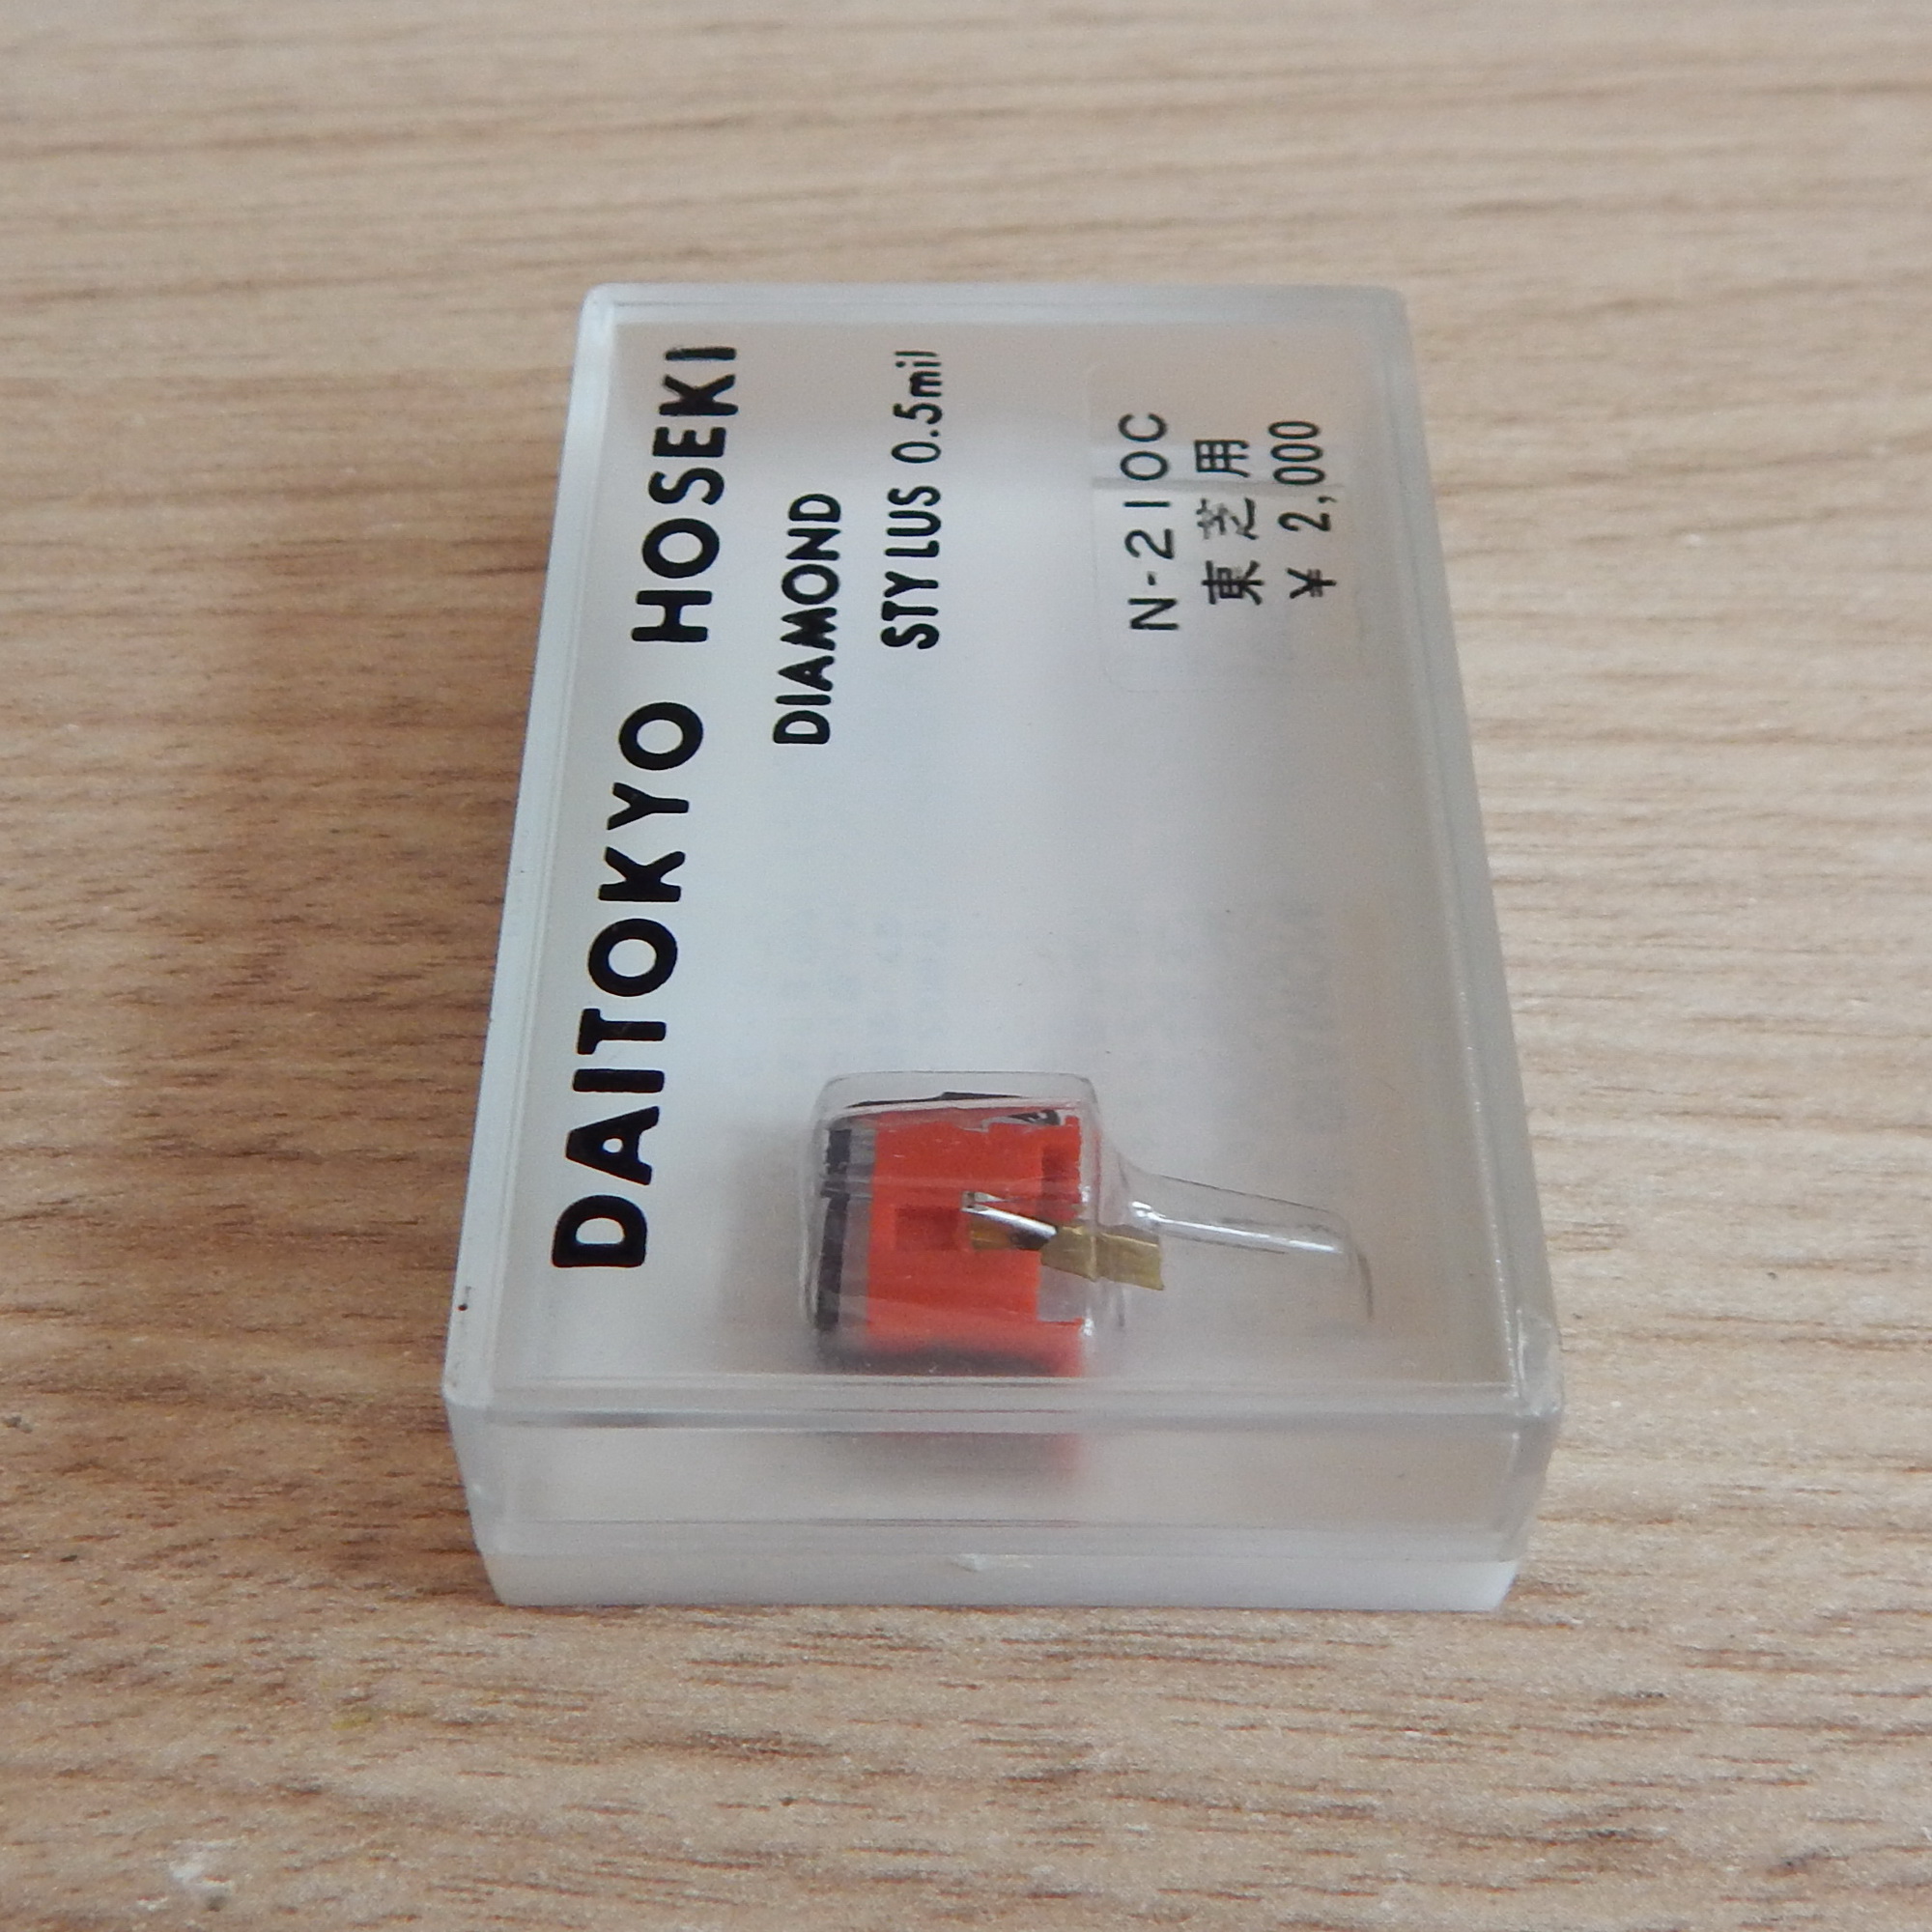 DAITOKYO HOSEKI
DIAMOND
STYLUS 0.5mil
N-210C
東芝用
¥ 2,000